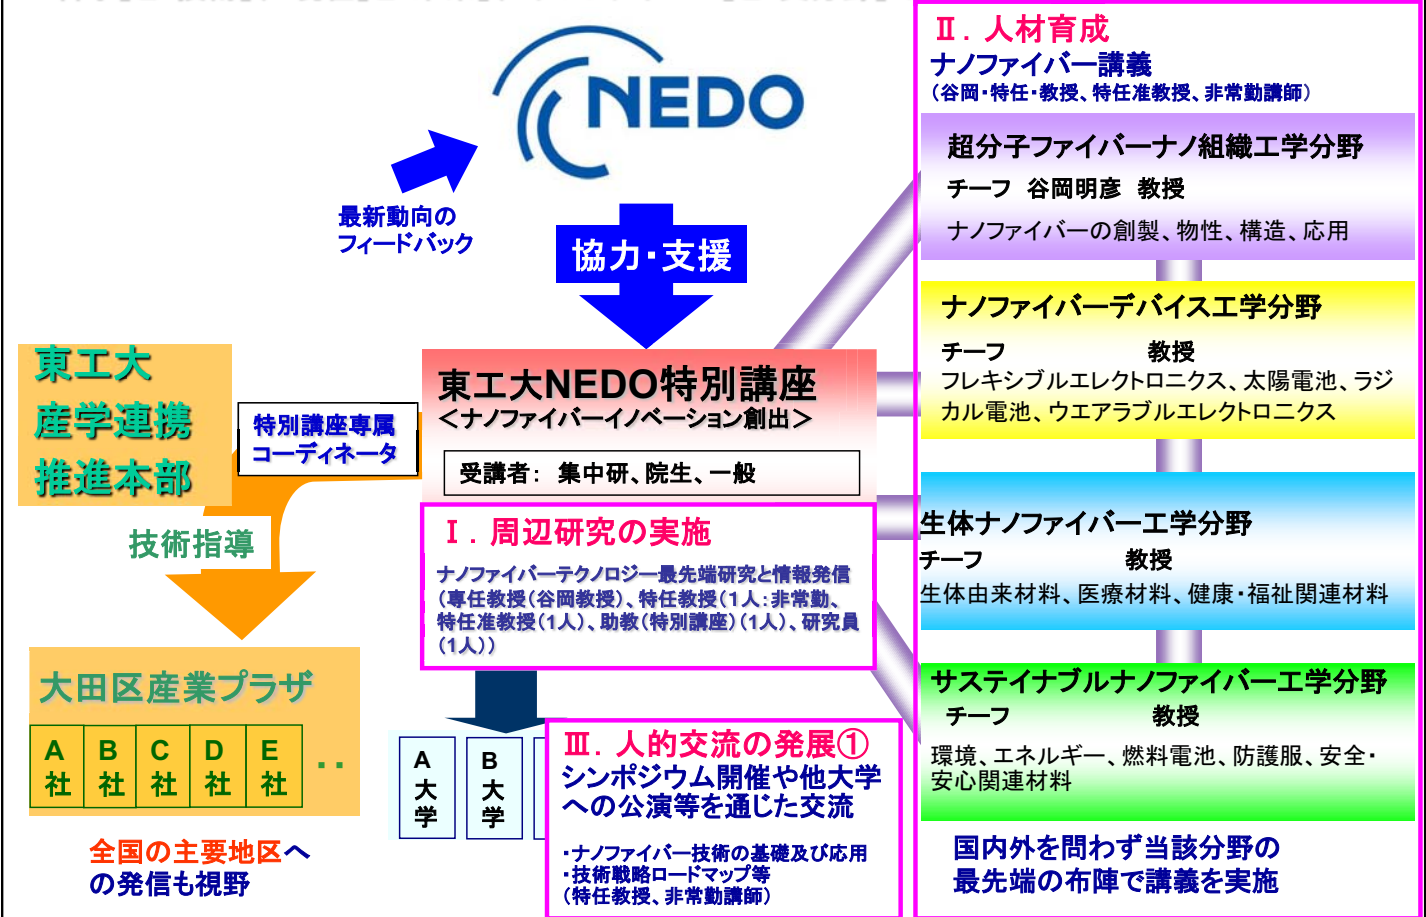 NEDO
最新動向の
フィードバック
協力・支援
東工大
産学連携
推進本部
特別講座専属
コーディネータ
技術指導
大田区産業プラザ
A社
B社
C社
D社
E社
・・
全国の主要地区へ
の発信も視野
東工大NEDO特別講座
＜ナノファイバーイノベーション創出＞
受講者： 集中研、院生、一般
Ⅰ．周辺研究の実施
ナノファイバーテクノロジー最先端研究と情報発信
（専任教授（谷岡教授）、特任教授（１人：非常勤、
特任准教授（１人）、助教（特別講座）（１人）、研究員
（１人））
A大学
B大学
Ⅲ．人的交流の発展①
シンポジウム開催や他大学
への公演等を通じた交流
・ナノファイバー技術の基礎及び応用
・技術戦略ロードマップ等
（特任教授、非常勤講師）
Ⅱ．人材育成
ナノファイバー講義
（谷岡・特任・教授、特任准教授、非常勤講師）
超分子ファイバーナノ組織工学分野
チーフ 谷岡明彦 教授
ナノファイバーの創製、物性、構造、応用
ナノファイバーデバイス工学分野
チーフ 教授
フレキシブルエレクトロニクス、太陽電池、ラジ
カル電池、ウエアラブルエレクトロニクス
生体ナノファイバー工学分野
チーフ 教授
生体由来材料、医療材料、健康・福祉関連材料
サステイナブルナノファイバー工学分野
チーフ 教授
環境、エネルギー、燃料電池、防護服、安全・
安心関連材料
国内外を問わず当該分野の
最先端の布陣で講義を実施